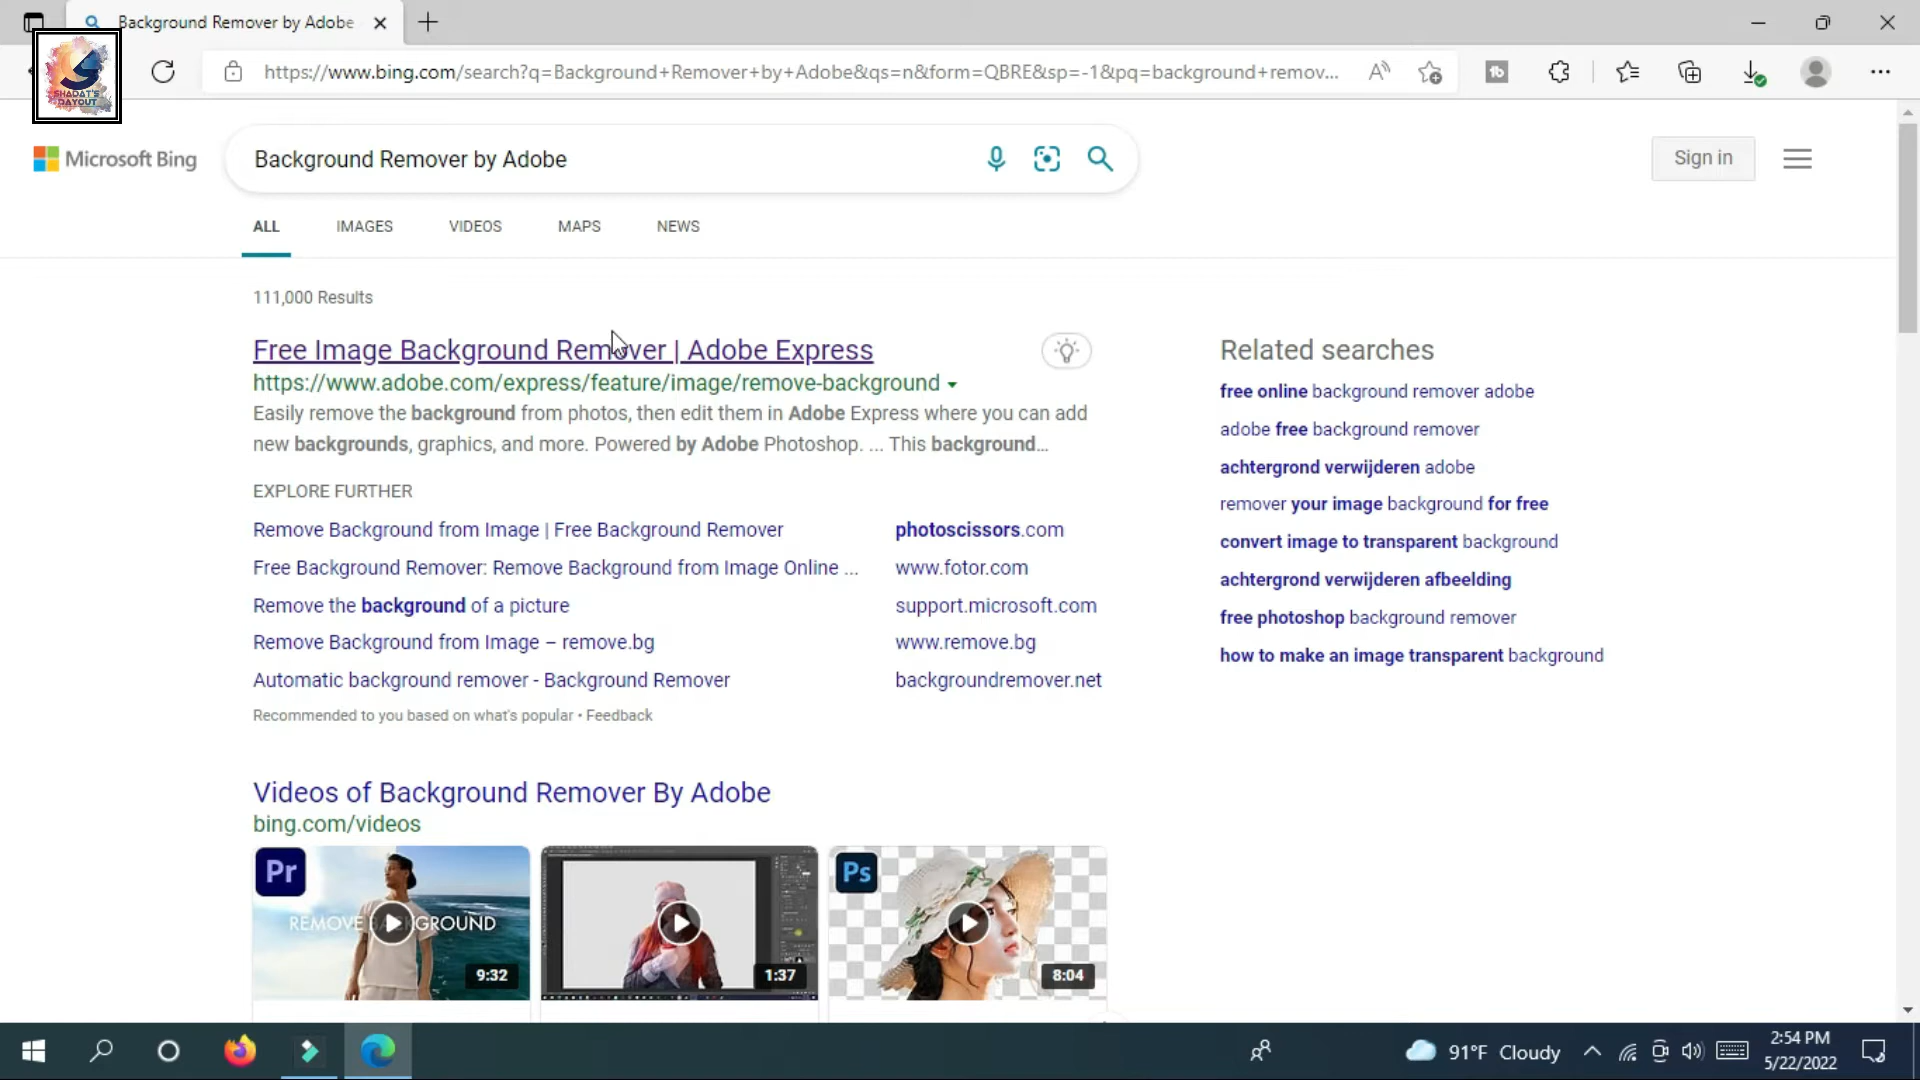 Background Remover by Adobe
SHADAT'S
DAYOUT
https://www.bing.com/search?q=Background+Remover+by+Adobe&qs=n&form=QBRE&sp=-1&pq=background+remov...
Microsoft Bing
Background Remover by Adobe
Sign in
ALL IMAGES VIDEOS MAPS NEWS
111,000 Results
Free Image Background Remover | Adobe Express
https://www.adobe.com/express/feature/image/remove-background
Easily remove the background from photos, then edit them in Adobe Express where you can add
new backgrounds, graphics, and more. Powered by Adobe Photoshop. ... This background...
EXPLORE FURTHER
Remove Background from Image | Free Background Remover photoscissors.com
Free Background Remover: Remove Background from Image Online ... www.fotor.com
Remove the background of a picture support.microsoft.com
Remove Background from Image – remove.bg www.remove.bg
Automatic background remover - Background Remover backgroundremover.net
Recommended to you based on what's popular • Feedback
Related searches
free online background remover adobe
adobe free background remover
achtergrond verwijderen adobe
remover your image background for free
convert image to transparent background
achtergrond verwijderen afbeelding
free photoshop background remover
how to make an image transparent background
Videos of Background Remover By Adobe
bing.com/videos
Pr
REMOVE BACKGROUND
9:32
1:37
Ps
8:04
91°F Cloudy
2:54 PM
5/22/2022